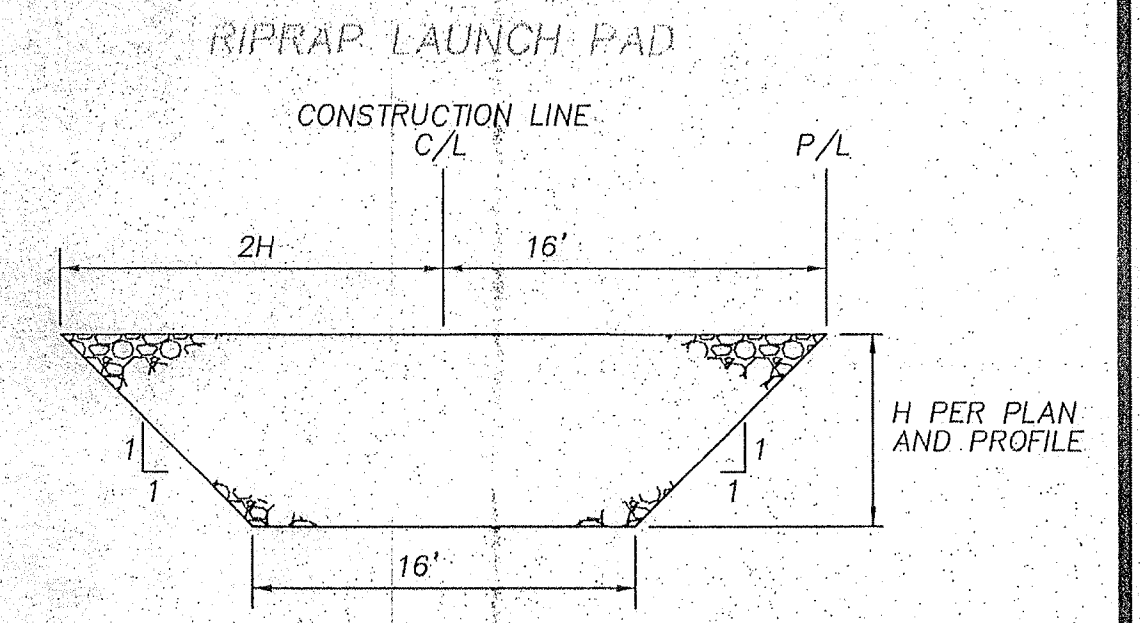 RIPRAP LAUNCH PAD
CONSTRUCTION LINE
C/L
P/L
2H
16'
H PER PLAN
AND PROFILE
1
1
1
1
16'